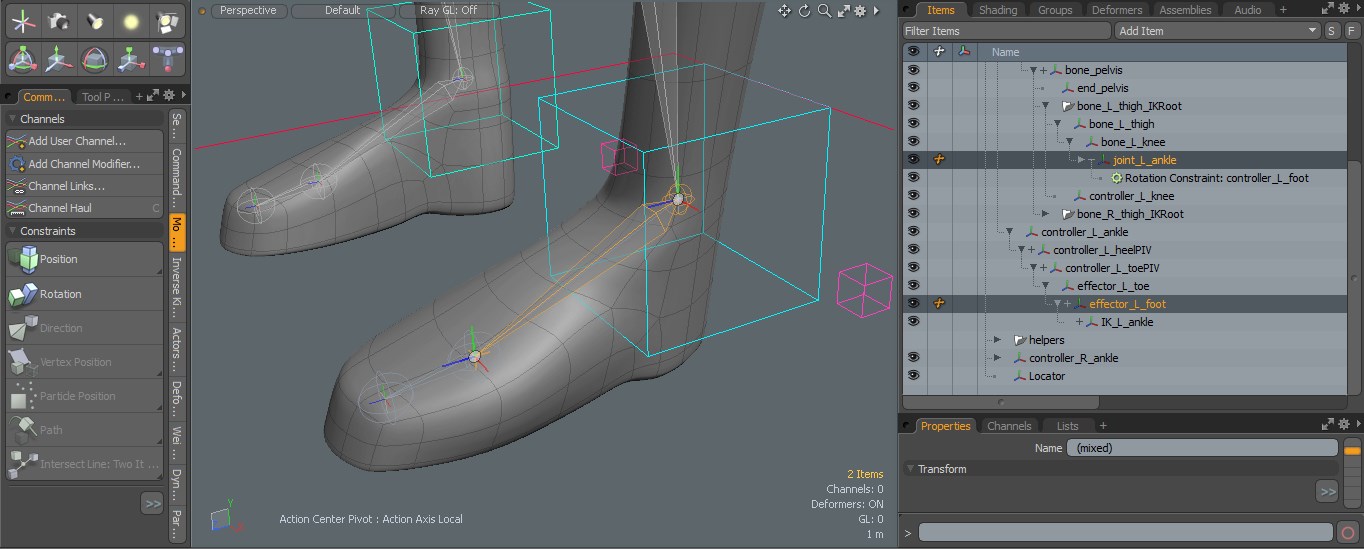 Comm...
Tool P ...
+
Channels
Add User Channel...
Add Channel Modifier...
Channel Links...
Channel Haul C
Constraints
Position
Rotation
Direction
Vertex Position
Particle Position
Path
Intersect Line: Two It ...
>>
Se ...
Command...
Mo ...
Inverse Ki...
Actors ...
Defo ...
Wei ...
Dyn...
Par ...
Perspective
Default
Ray GL: Off
2 Items
Channels: 0
Deformers: ON
GL: 0
1 m
Action Center Pivot : Action Axis Local
Y
Items
Shading
Groups
Deformers
Assemblies
Audio
+
Filter Items
Add Item
S
F
Name
bone_pelvis
end_pelvis
bone_L_thigh_IKRoot
bone_L_thigh
bone_L_knee
joint_L_ankle
Rotation Constraint: controller_L_foot
controller_L_knee
bone_R_thigh_IKRoot
controller_L_ankle
controller_L_heelPIV
controller_L_toePIV
effector_L_toe
effector_L_foot
IK_L_ankle
helpers
controller_R_ankle
Locator
Properties
Channels
Lists
+
Name (mixed)
Transform
>>
>